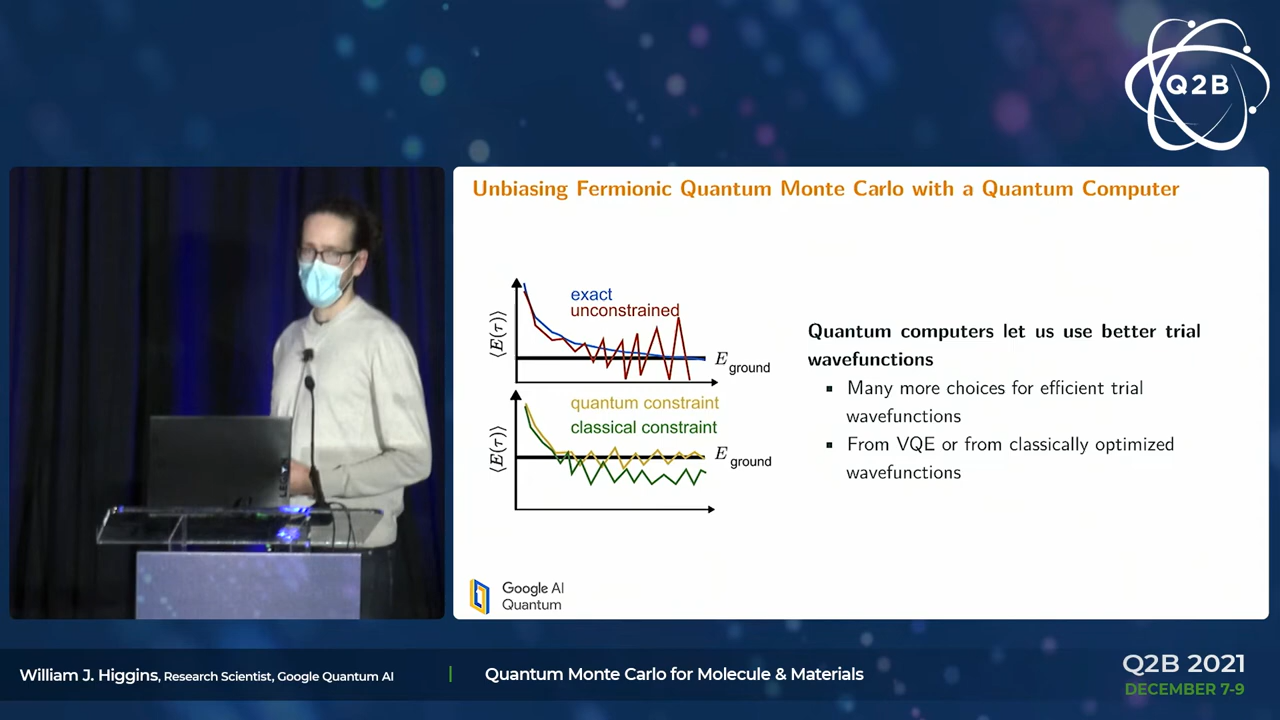 Q2B
Unbiasing Fermionic Quantum Monte Carlo with a Quantum Computer
⟨E(τ)⟩
exact
unconstrained
E ground
⟨E(τ)⟩
quantum constraint
classical constraint
E ground
Quantum computers let us use better trial
wavefunctions
▪ Many more choices for efficient trial
wavefunctions
▪ From VQE or from classically optimized
wavefunctions
Google AI
Quantum
LEGION
William J. Higgins, Research Scientist, Google Quantum AI
Quantum Monte Carlo for Molecule & Materials
Q2B 2021
DECEMBER 7-9